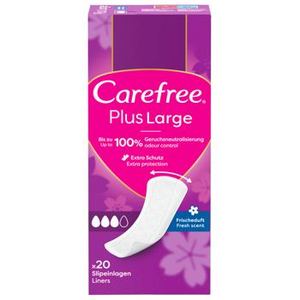 Carefree®
Plus Large
Bis zu
Up to
100%
Geruchsneutralisierung
odour control
Extra Schutz
Extra protection
Frischeduft
Fresh scent
x20
Slipeinlagen
Liners